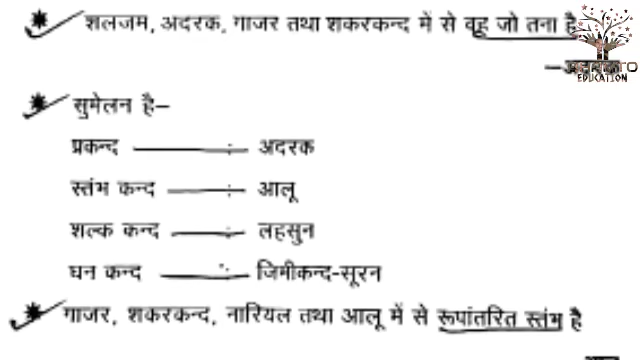 शलजम, अदरक, गाजर तथा शकरकन्द में से वह जो तना है
EDUCATION
सुमेलन है–
प्रकन्द — अदरक
स्तंभ कन्द — आलू
शल्क कन्द — लहसुन
घन कन्द — जिमीकन्द-सूरन
गाजर, शकरकन्द, नारियल तथा आलू में से रूपांतरित स्तंभ है